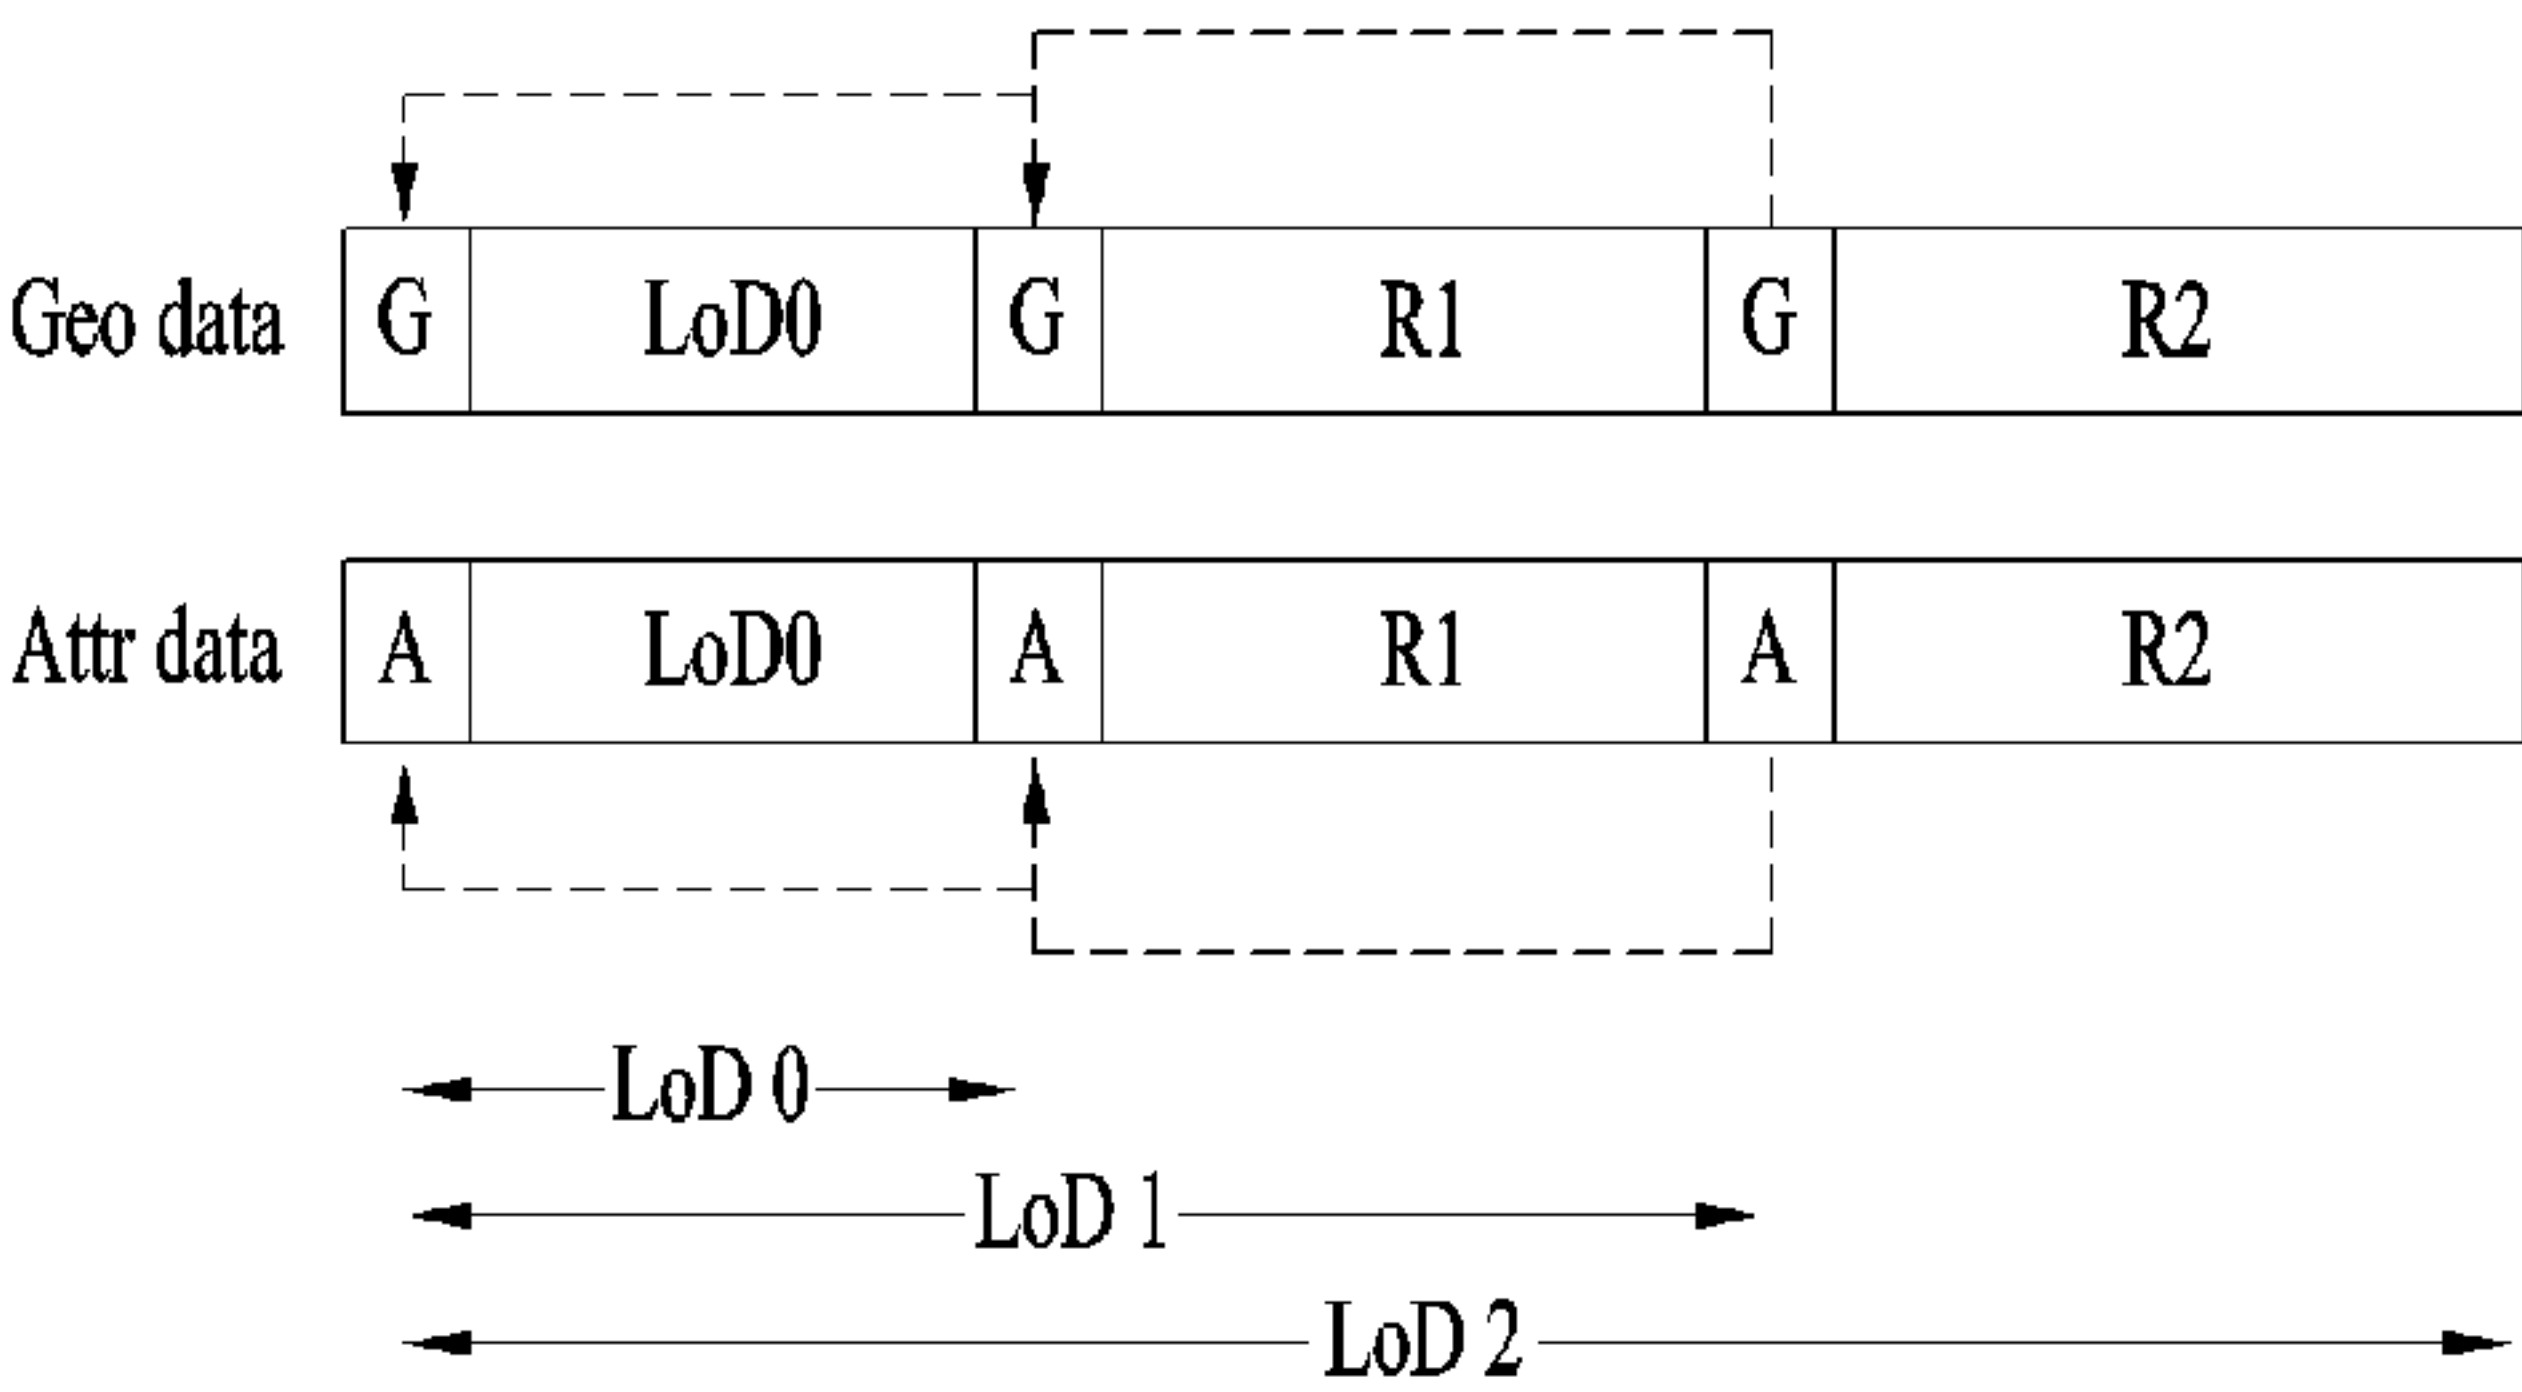 Geo data G LoD0 G R1 G R2
Attr data A LoD0 A R1 A R2
LoD 0
LoD 1
LoD 2